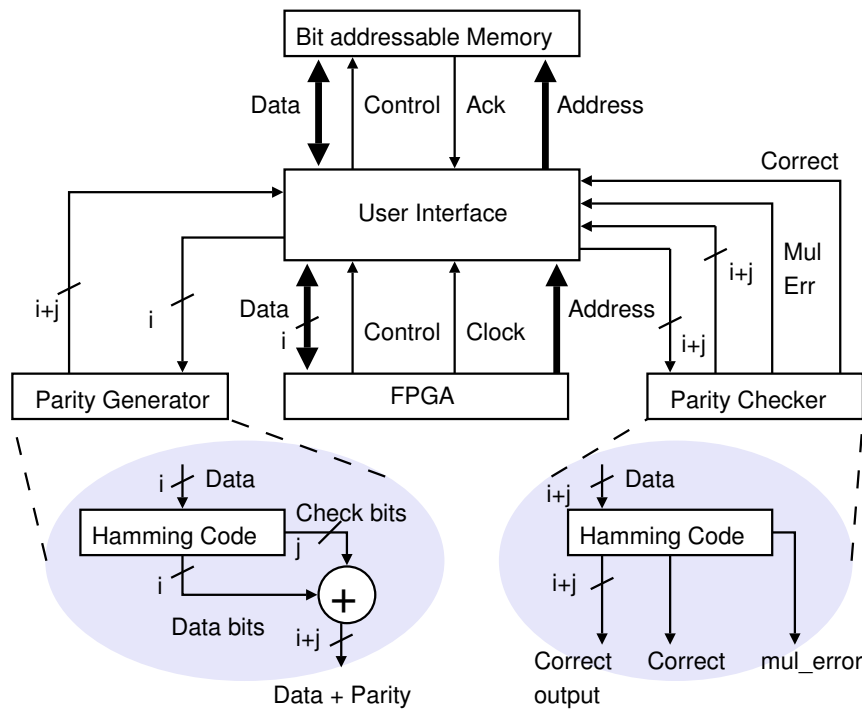 Bit addressable Memory
Data
Control
Ack
Address
Correct
User Interface
Mul
Err
i+j
i+j
i
Data
i
Control
Clock
Address
i+j
Parity Generator
FPGA
Parity Checker
i
Data
Check bits
Hamming Code
j
i
+
Data bits
i+j
Data + Parity
i+j
Data
Hamming Code
i+j
Correct
output
Correct
mul_error